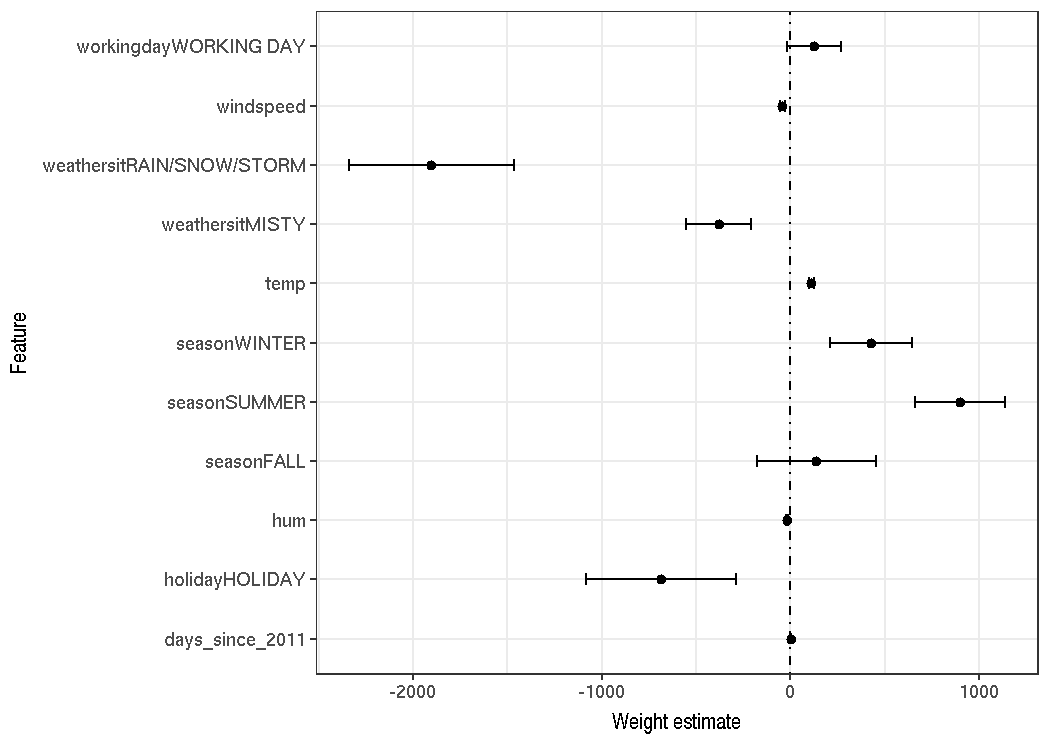 workingdayWORKING DAY
windspeed
weathersitRAIN/SNOW/STORM
weathersitMISTY
temp
seasonWINTER
seasonSUMMER
seasonFALL
hum
holidayHOLIDAY
days_since_2011
Feature
-2000 -1000 0 1000
Weight estimate